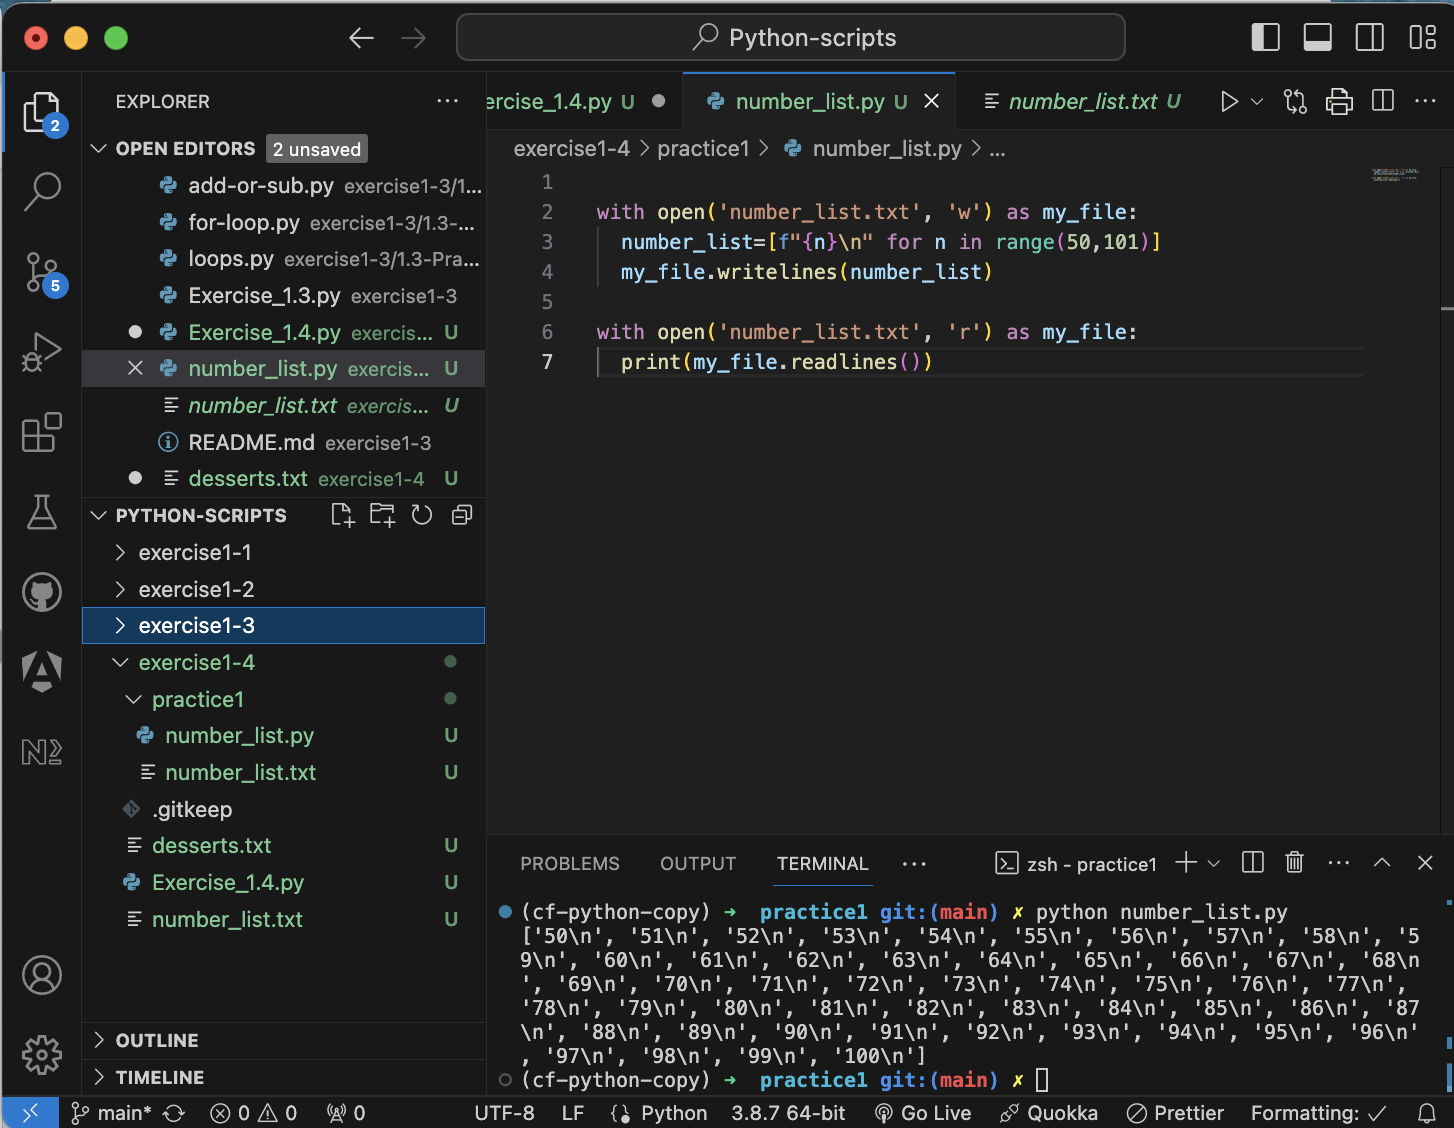 Python-scripts
EXPLORER
OPEN EDITORS 2 unsaved
add-or-sub.py exercise1-3/1...
for-loop.py exercise1-3/1.3-...
loops.py exercise1-3/1.3-Pra...
Exercise_1.3.py exercise1-3
Exercise_1.4.py exercis... U
number_list.py exercis... U
number_list.txt exercis... U
README.md exercise1-3
desserts.txt exercise1-4 U
PYTHON-SCRIPTS
exercise1-1
exercise1-2
exercise1-3
exercise1-4
practice1
number_list.py U
number_list.txt U
.gitkeep
desserts.txt U
Exercise_1.4.py U
number_list.txt U
OUTLINE
TIMELINE
2
5
ercise_1.4.py U number_list.py U number_list.txt U
exercise1-4 > practice1 > number_list.py > ...
1
2 with open('number_list.txt', 'w') as my_file:
3 number_list=[f"{n}\n" for n in range(50,101)]
4 my_file.writelines(number_list)
5
6 with open('number_list.txt', 'r') as my_file:
7 print(my_file.readlines())
PROBLEMS OUTPUT TERMINAL ... zsh - practice1
(cf-python-copy) ➜ practice1 git:(main) ✗ python number_list.py
['50\n', '51\n', '52\n', '53\n', '54\n', '55\n', '56\n', '57\n', '58\n', '5
9\n', '60\n', '61\n', '62\n', '63\n', '64\n', '65\n', '66\n', '67\n', '68\n
', '69\n', '70\n', '71\n', '72\n', '73\n', '74\n', '75\n', '76\n', '77\n',
'78\n', '79\n', '80\n', '81\n', '82\n', '83\n', '84\n', '85\n', '86\n', '87
\n', '88\n', '89\n', '90\n', '91\n', '92\n', '93\n', '94\n', '95\n', '96\n'
, '97\n', '98\n', '99\n', '100\n']
(cf-python-copy) ➜ practice1 git:(main) ✗
main* 0 0 0 UTF-8 LF Python 3.8.7 64-bit Go Live Quokka Prettier Formatting: ✓